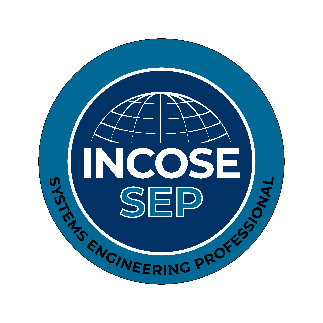 INCOSE
SEP
SYSTEMS ENGINEERING PROFESSIONAL